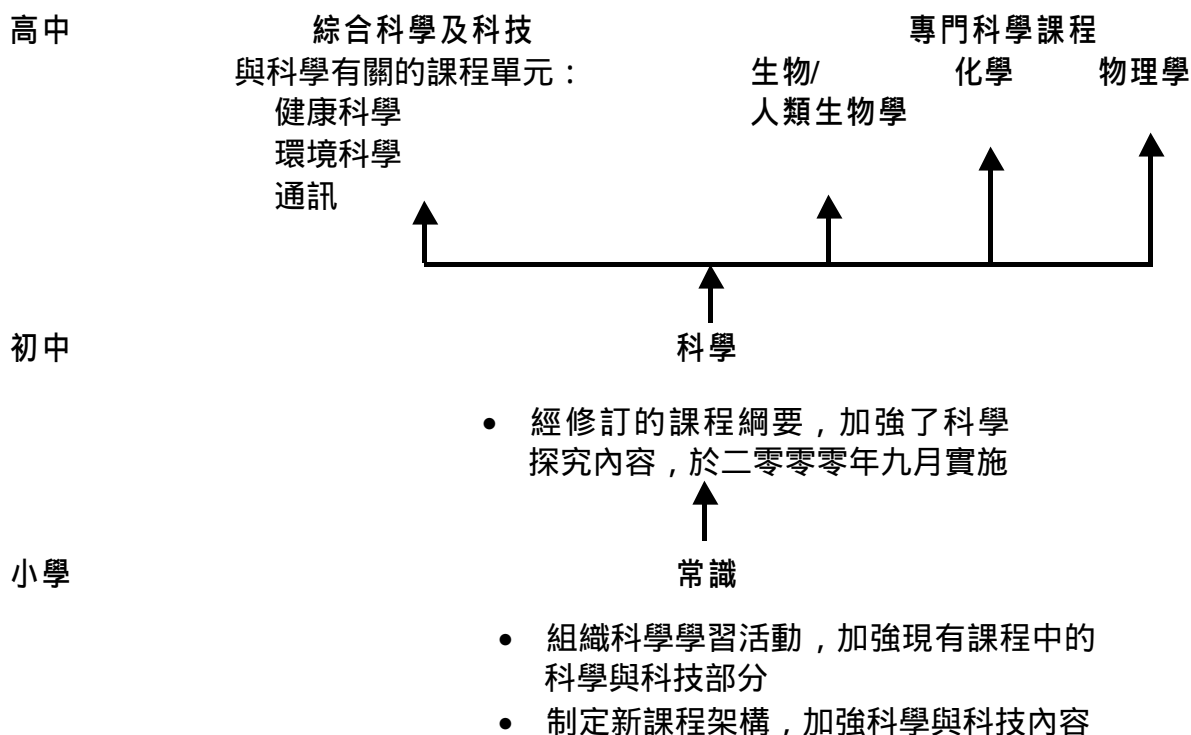 高中 綜合科學及科技 專門科學課程
與科學有關的課程單元： 生物/ 化學 物理學
健康科學 人類生物學
環境科學
通訊
初中 科學
• 經修訂的課程綱要，加強了科學
探究內容，於二零零零年九月實施
小學 常識
• 組織科學學習活動，加強現有課程中的
科學與科技部分
• 制定新課程架構，加強科學與科技內容